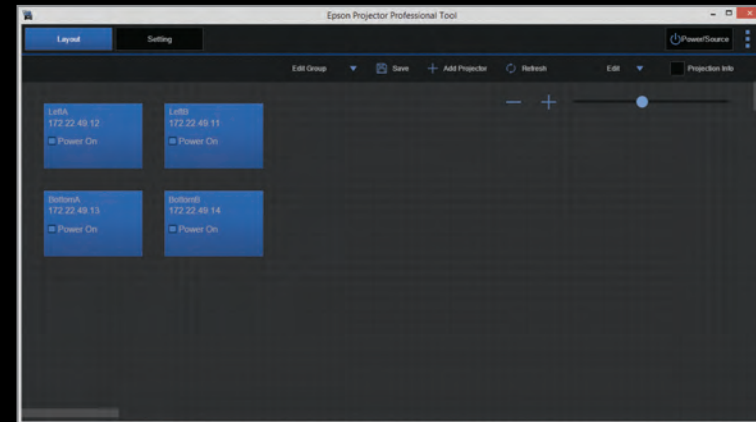 Epson Projector Professional Tool
Layout Setting Power/Source
Edit Group Save Add Projector Refresh Edit Projection Info
LeftA LeftB
172.22.49.12 172.22.49.11
Power On Power On
BottomA BottomB
172.22.49.13 172.22.49.14
Power On Power On